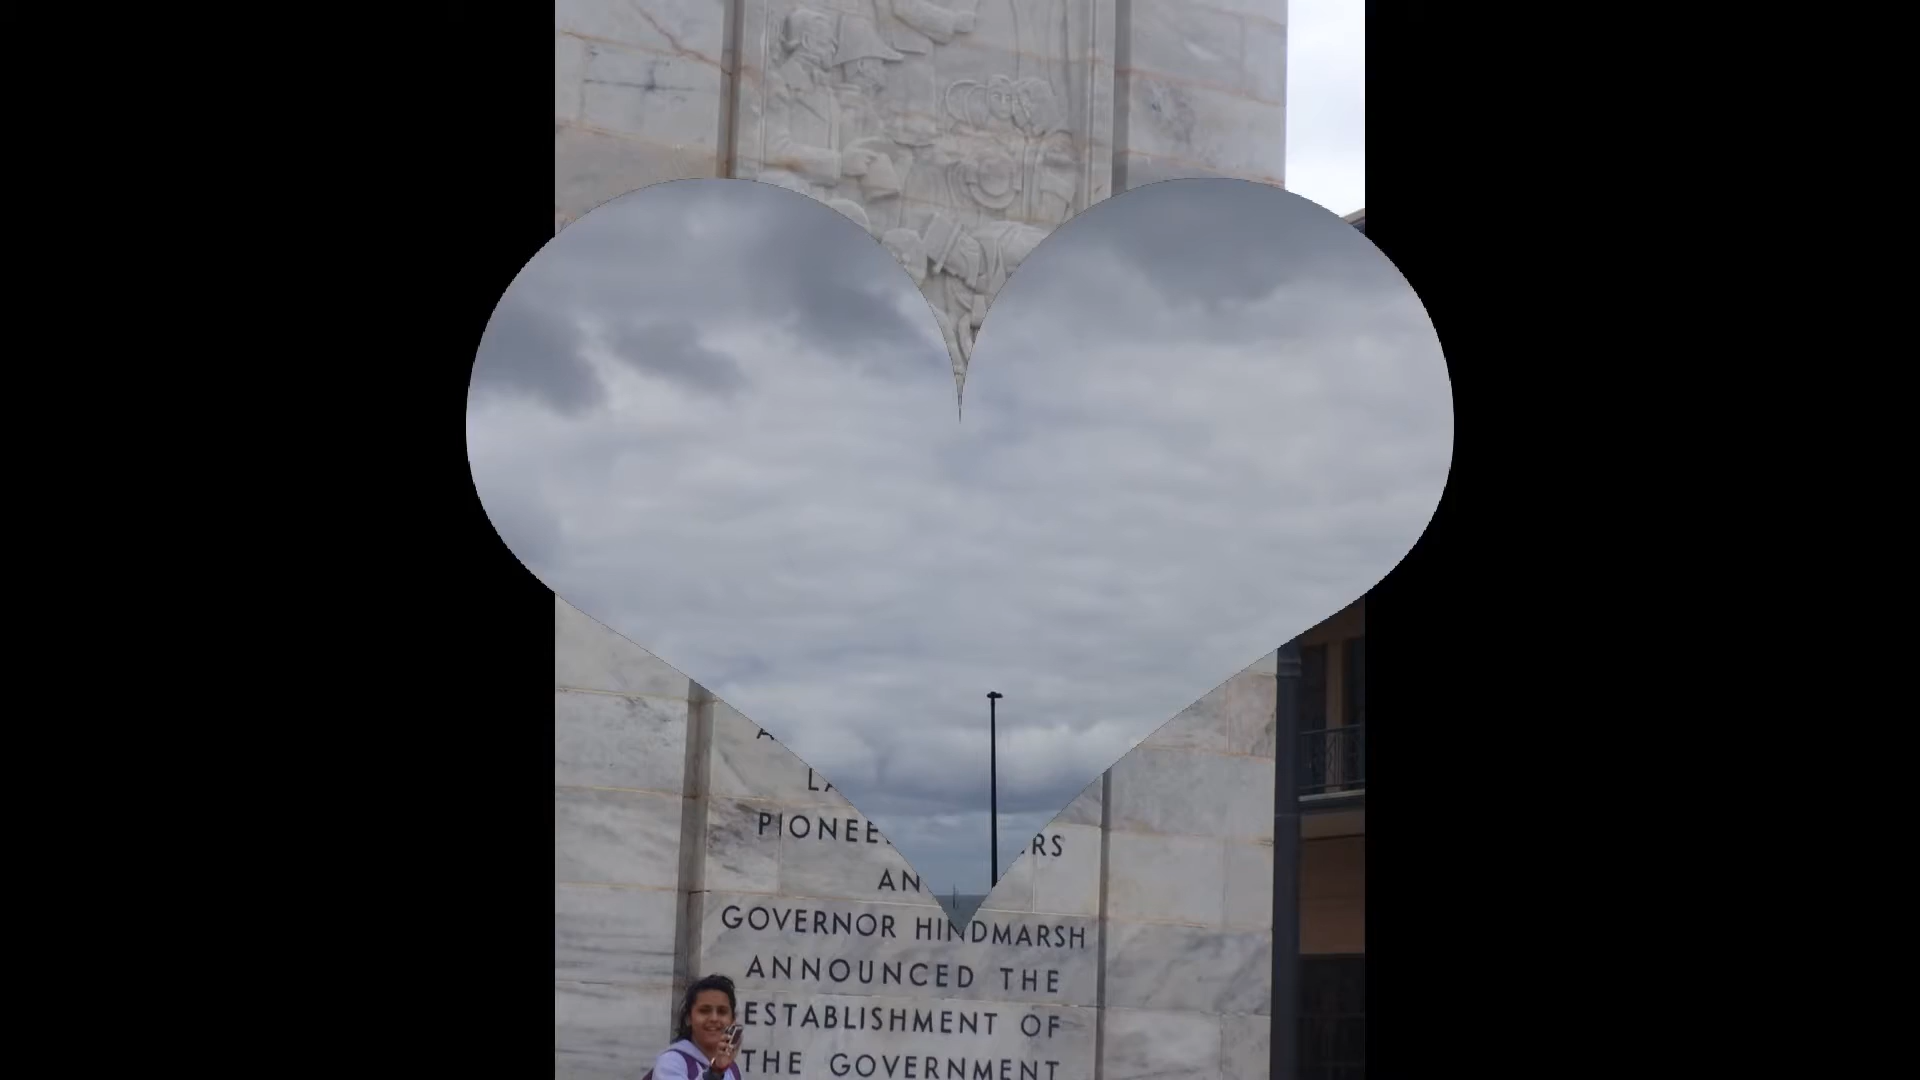 PIONEE RS
AN
GOVERNOR HINDMARSH
ANNOUNCED THE
ESTABLISHMENT OF
THE GOVERNMENT